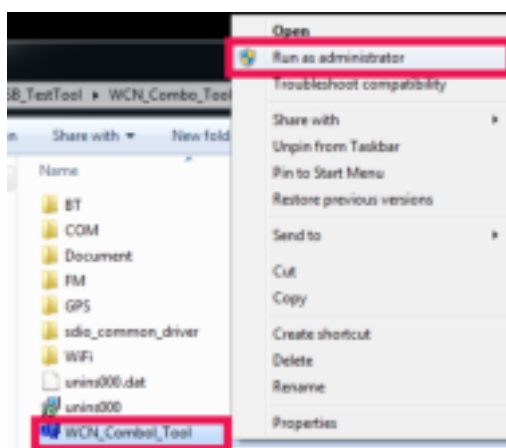 Open
Run as administrator
Troubleshoot compatibility
SB_TestTool ▸ WCN_Combo_Tool
Share with
Share with
New fold
Unpin from Taskbar
Name
Pin to Start Menu
Restore previous versions
BT
COM
Send to
Document
FM
Cut
GPS
Copy
sdio_common_driver
Create shortcut
WiFi
Delete
unins000.dat
Rename
unins000
Properties
WCN_Combol_Tool